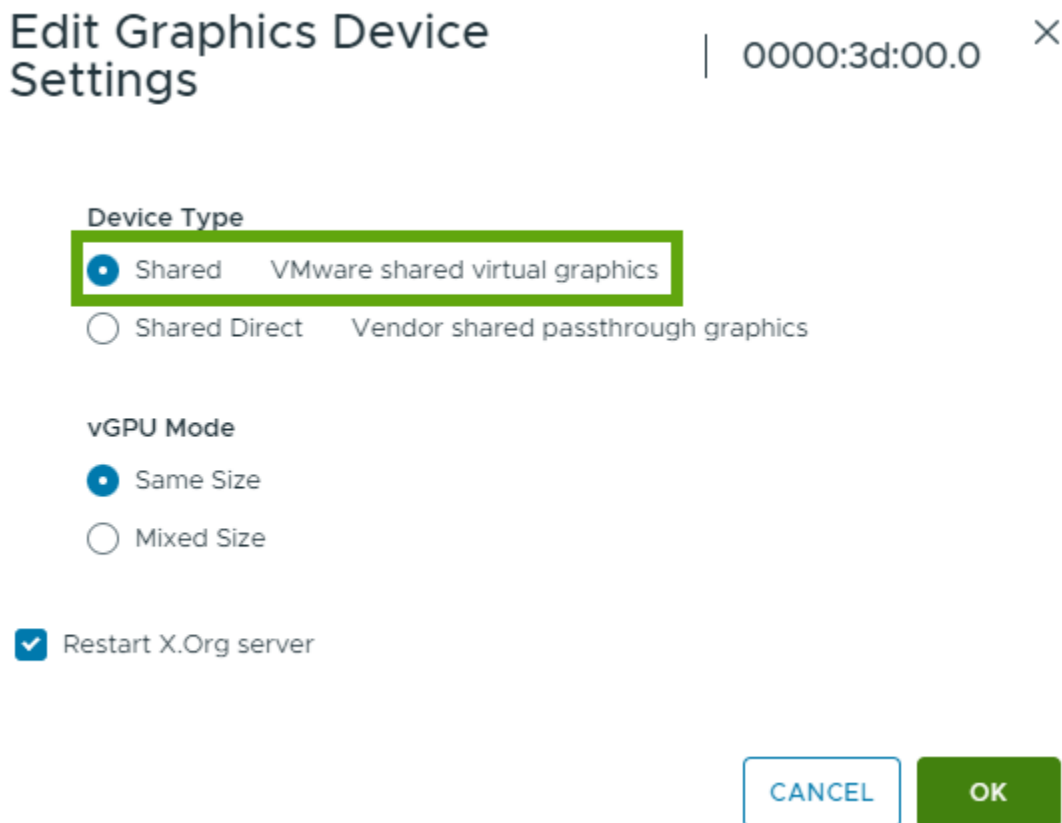 Edit Graphics Device
Settings
0000:3d:00.0
Device Type
Shared VMware shared virtual graphics
Shared Direct Vendor shared passthrough graphics
vGPU Mode
Same Size
Mixed Size
Restart X.Org server
CANCEL OK